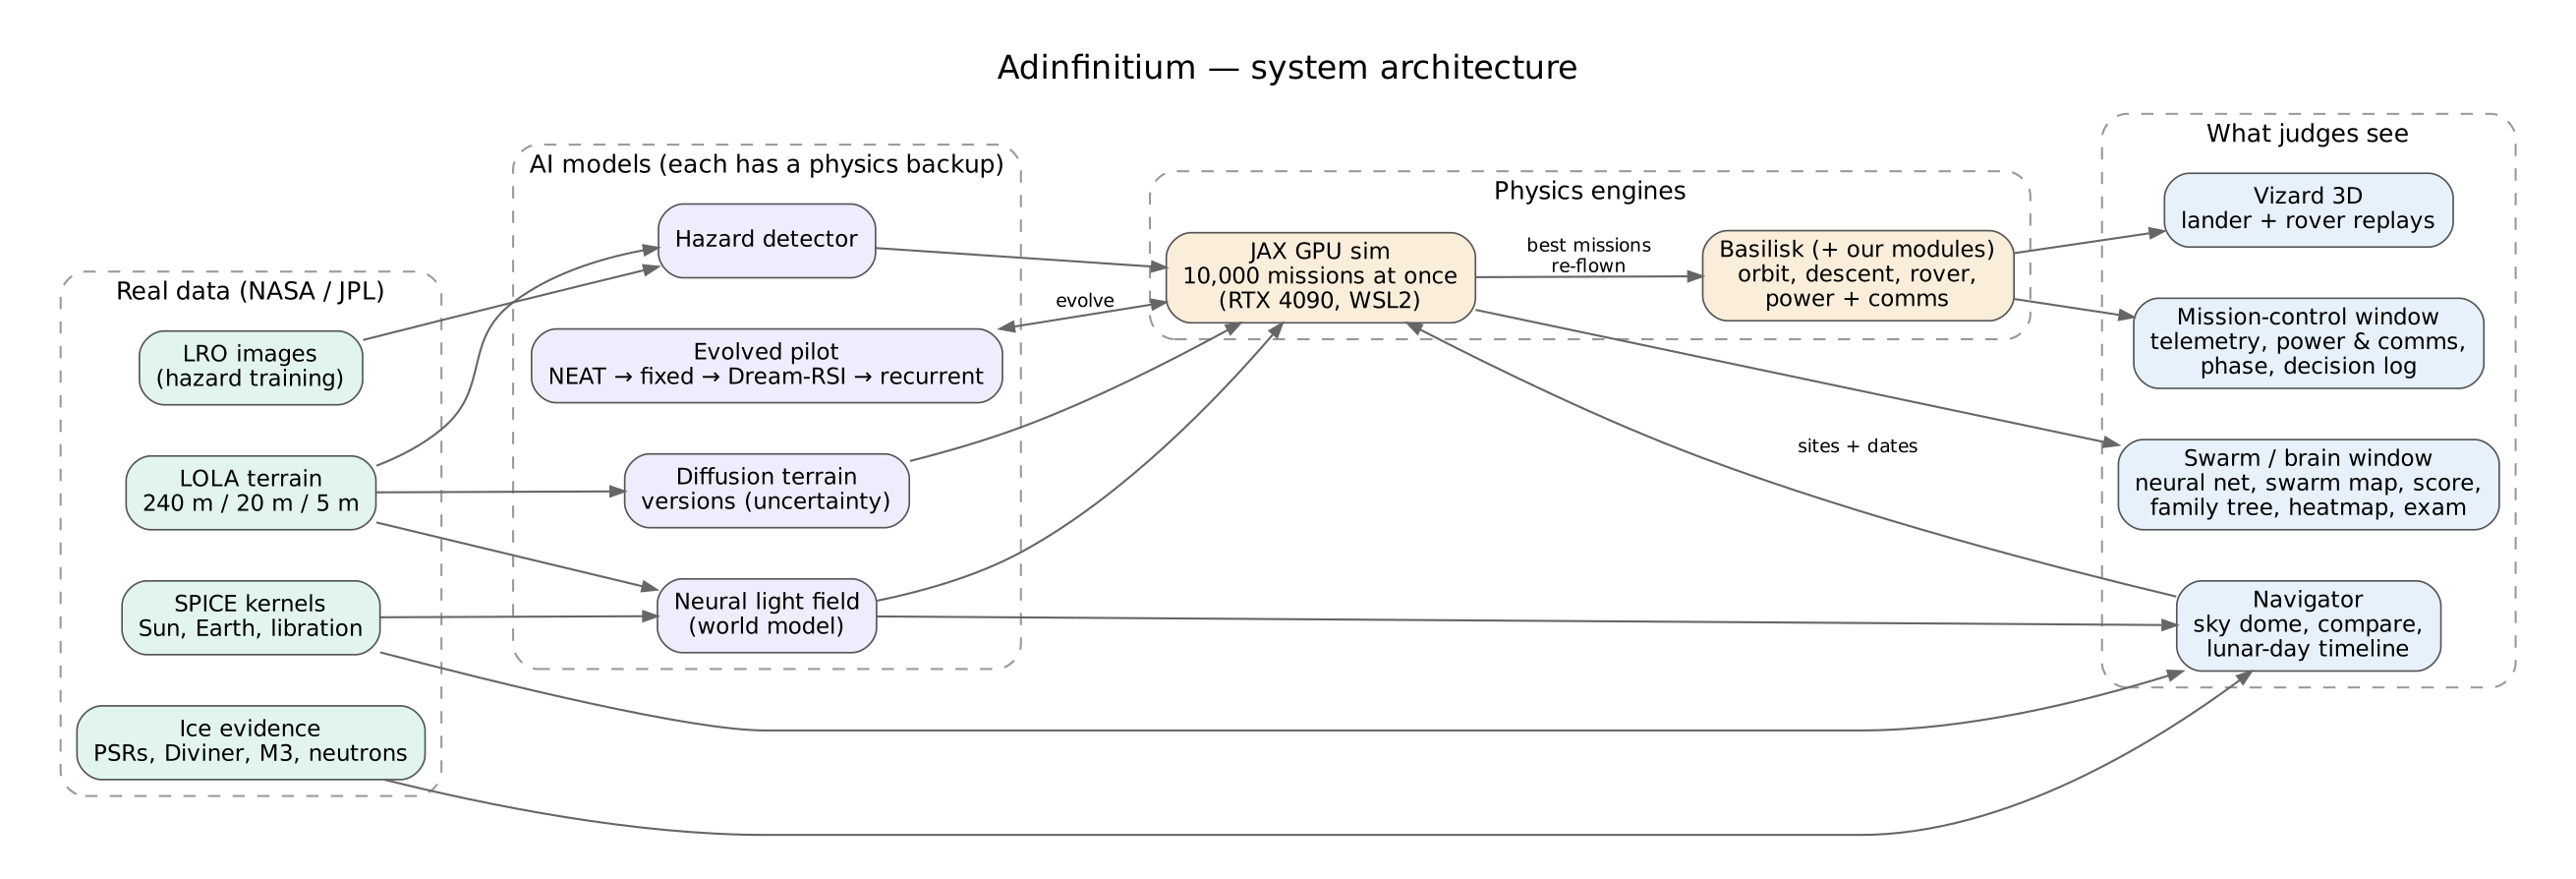 Adinfinitium — system architecture
Real data (NASA / JPL)
LRO images
(hazard training)
LOLA terrain
240 m / 20 m / 5 m
SPICE kernels
Sun, Earth, libration
Ice evidence
PSRs, Diviner, M3, neutrons
AI models (each has a physics backup)
Hazard detector
Evolved pilot
NEAT → fixed → Dream-RSI → recurrent
Diffusion terrain
versions (uncertainty)
Neural light field
(world model)
evolve
Physics engines
JAX GPU sim
10,000 missions at once
(RTX 4090, WSL2)
best missions
re-flown
Basilisk (+ our modules)
orbit, descent, rover,
power + comms
sites + dates
What judges see
Vizard 3D
lander + rover replays
Mission-control window
telemetry, power & comms,
phase, decision log
Swarm / brain window
neural net, swarm map, score,
family tree, heatmap, exam
Navigator
sky dome, compare,
lunar-day timeline